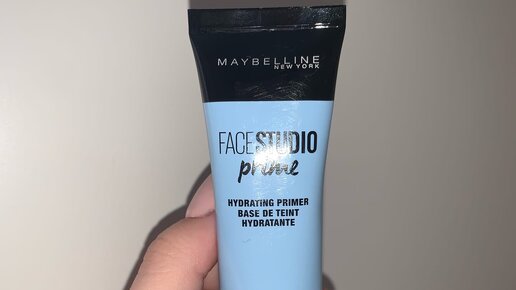 MAYBELLINE
NEW YORK
FACESTUDIO
prime
HYDRATING PRIMER
BASE DE TEINT
HYDRATANTE